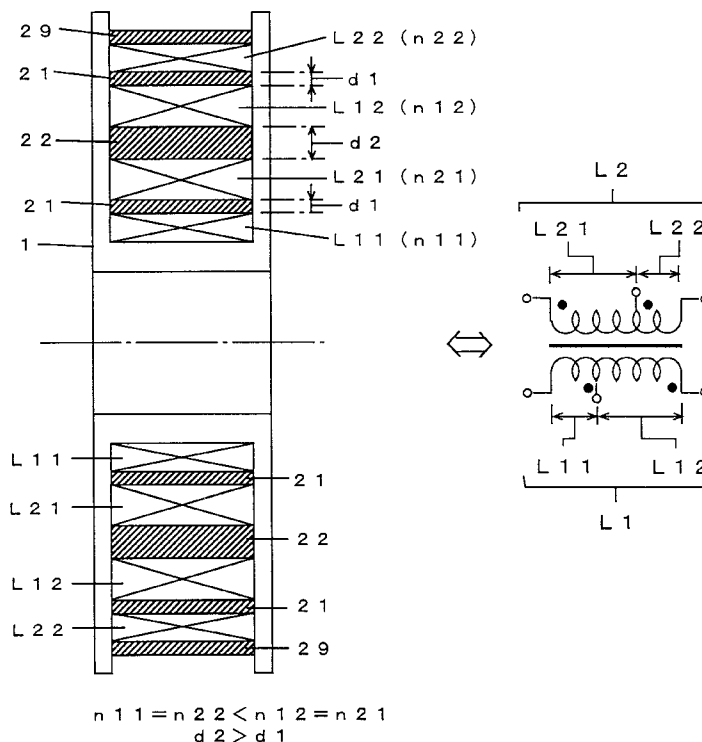 29
L22 (n22)
21
d1
L12 (n12)
22
d2
L21 (n21)
21
d1
L11 (n11)
1
L2
L21
L22
L11
L12
L1
L11
21
L21
22
L12
21
L22
29
n11=n22<n12=n21
d2>d1